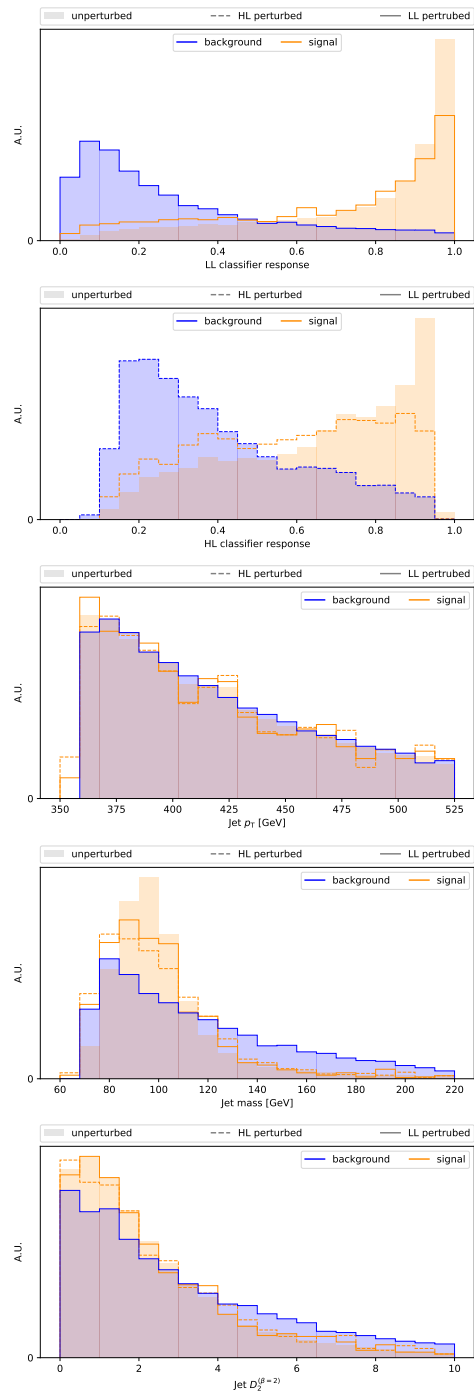 unperturbed HL perturbed LL pertrubed
background signal
A.U.
0
0.0 0.2 0.4 0.6 0.8 1.0
LL classifier response
unperturbed HL perturbed LL pertrubed
background signal
A.U.
0
0.0 0.2 0.4 0.6 0.8 1.0
HL classifier response
unperturbed HL perturbed LL pertrubed
background signal
A.U.
0
350 375 400 425 450 475 500 525
Jet p_T [GeV]
unperturbed HL perturbed LL pertrubed
background signal
A.U.
0
60 80 100 120 140 160 180 200 220
Jet mass [GeV]
unperturbed HL perturbed LL pertrubed
background signal
A.U.
0
0 2 4 6 8 10
Jet D_2^{(β=2)}